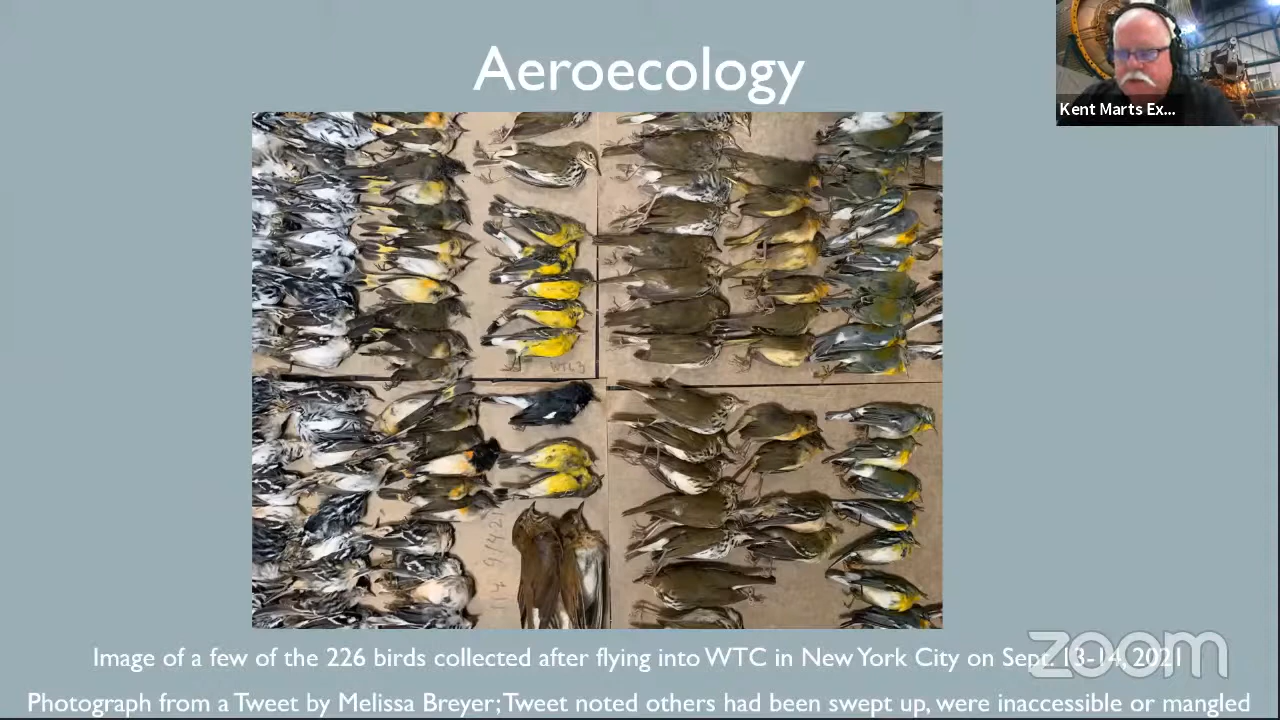 Aeroecology
Kent Marts Ex...
WTC3
Image of a few of the 226 birds collected after flying into WTC in New York City on Sept. 13-14, 2021
zoom
Photograph from a Tweet by Melissa Breyer; Tweet noted others had been swept up, were inaccessible or mangled